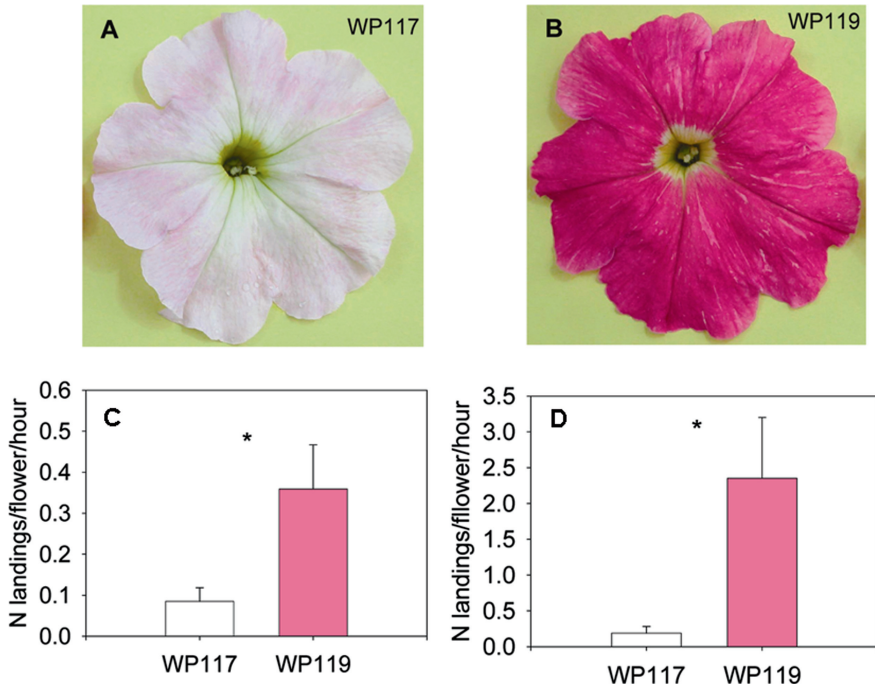 A
WP117
B
WP119
C
N landings/flower/hour
0.6
0.5
0.4
0.3
0.2
0.1
0.0
*
WP117
WP119
D
N landings/fllower/hour
3.5
3.0
2.5
2.0
1.5
1.0
0.5
0.0
*
WP117
WP119